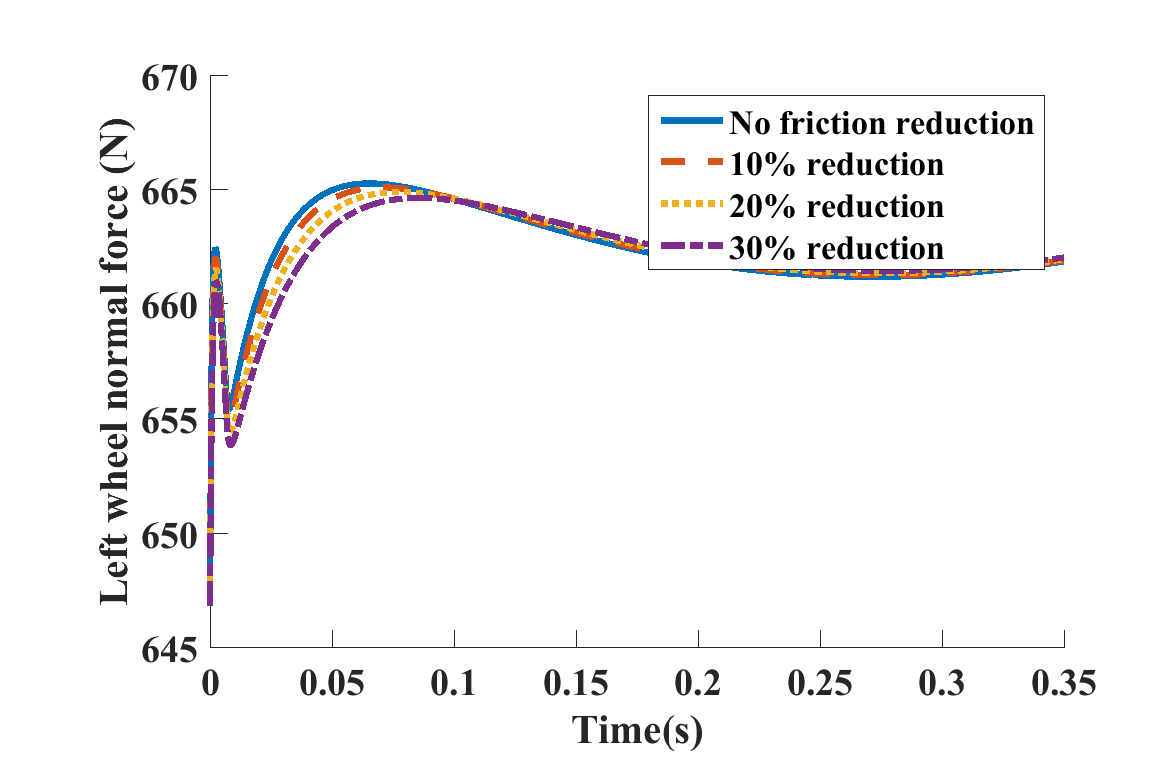 670
665
660
655
650
645
Left wheel normal force (N)
No friction reduction
10% reduction
20% reduction
30% reduction
0
0.05
0.1
0.15
0.2
0.25
0.3
0.35
Time(s)